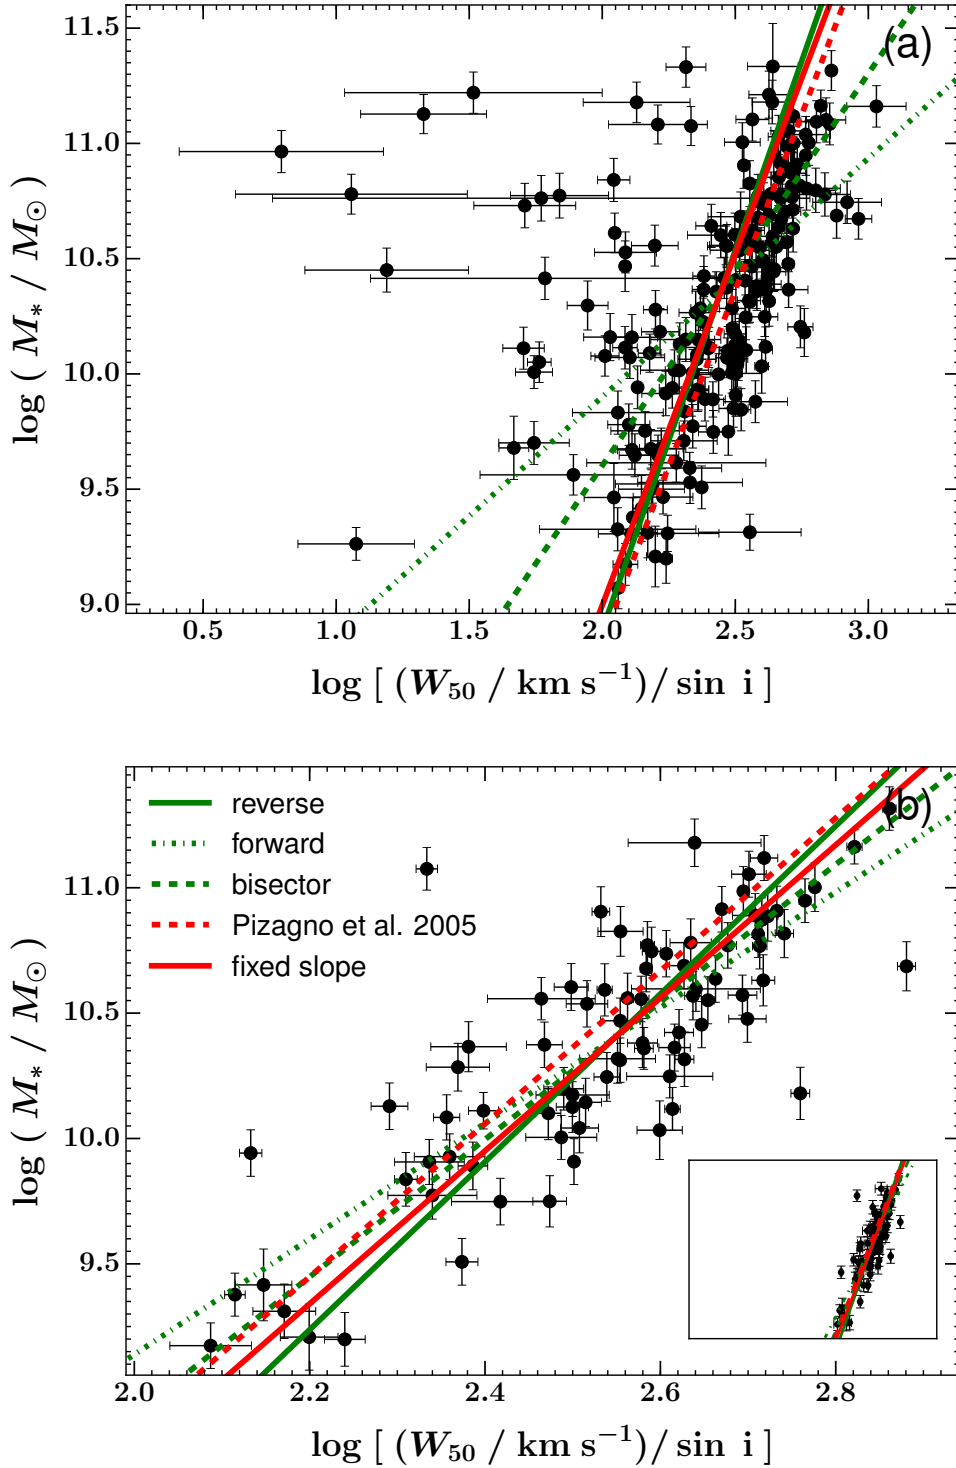 (a)
11.5
11.0
10.5
10.0
9.5
9.0
log ( M* / M⊙ )
0.5 1.0 1.5 2.0 2.5 3.0
log [ (W50 / km s−1)/ sin i ]
(b)
reverse
forward
bisector
Pizagno et al. 2005
fixed slope
11.0
10.5
10.0
9.5
log ( M* / M⊙ )
2.0 2.2 2.4 2.6 2.8
log [ (W50 / km s−1)/ sin i ]